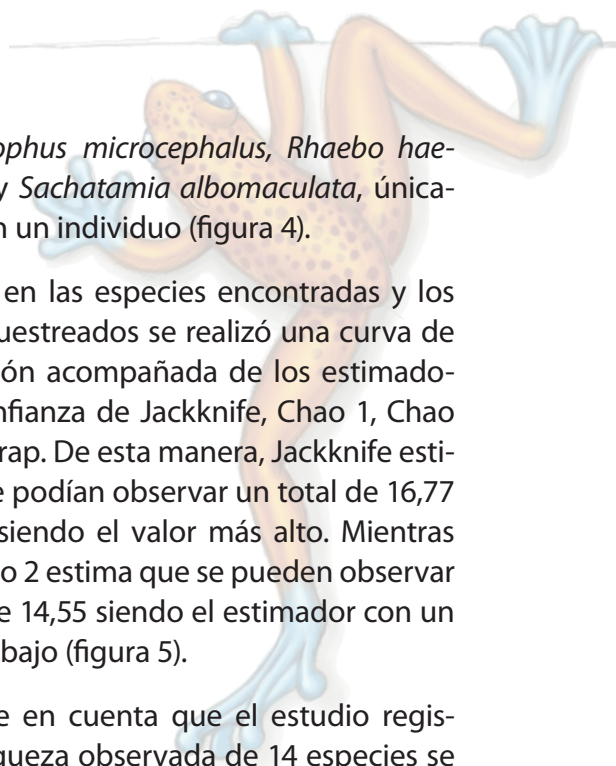 ophus microcephalus, Rhaebo hae-
y Sachatamia albomaculata, única-
n un individuo (figura 4).
en las especies encontradas y los
uestreados se realizó una curva de
ón acompañada de los estimado-
nfianza de Jackknife, Chao 1, Chao
rap. De esta manera, Jackknife esti-
e podían observar un total de 16,77
siendo el valor más alto. Mientras
o 2 estima que se pueden observar
e 14,55 siendo el estimador con un
bajo (figura 5).
e en cuenta que el estudio regis-
queza observada de 14 especies se